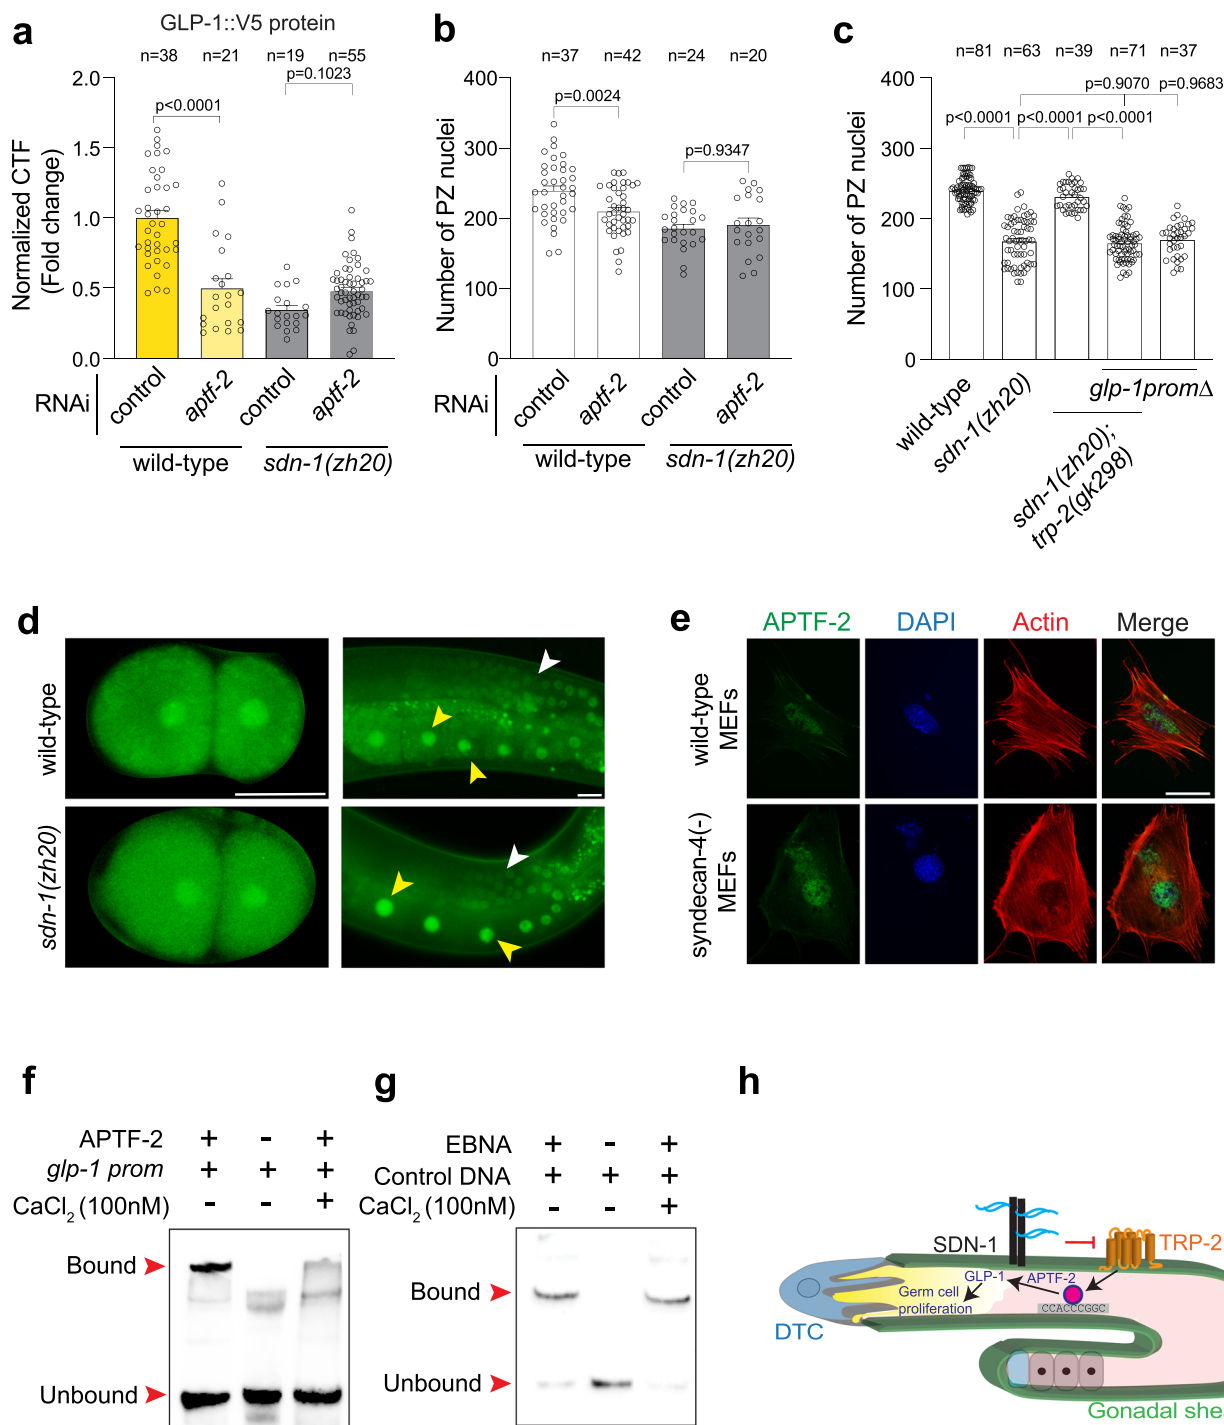 a
GLP-1::V5 protein
n=38 n=21 n=19 n=55
p=0.1023
p<0.0001
Normalized CTF
(Fold change)
2.0
1.5
1.0
0.5
0.0
RNAi
control
aptf-2
control
aptf-2
wild-type
sdn-1(zh20)
b
n=37 n=42 n=24 n=20
p=0.0024
p=0.9347
Number of PZ nuclei
400
300
200
100
0
RNAi
control
aptf-2
control
aptf-2
wild-type
sdn-1(zh20)
c
n=81 n=63 n=39 n=71 n=37
p=0.9070 p=0.9683
p<0.0001 p<0.0001 p<0.0001
Number of PZ nuclei
400
300
200
100
0
wild-type
sdn-1(zh20)
glp-1promΔ
sdn-1(zh20);
trp-2(gk298)
d
wild-type
sdn-1(zh20)
e
APTF-2 DAPI Actin Merge
wild-type
MEFs
syndecan-4(-)
MEFs
f
APTF-2 + - +
glp-1 prom + + +
CaCl2 (100nM) - - +
Bound
Unbound
g
EBNA + - +
Control DNA + + +
CaCl2 (100nM) - - +
Bound
Unbound
h
SDN-1
TRP-2
GLP-1
APTF-2
Germ cell
proliferation
CCACCCGGC
DTC
Gonadal she